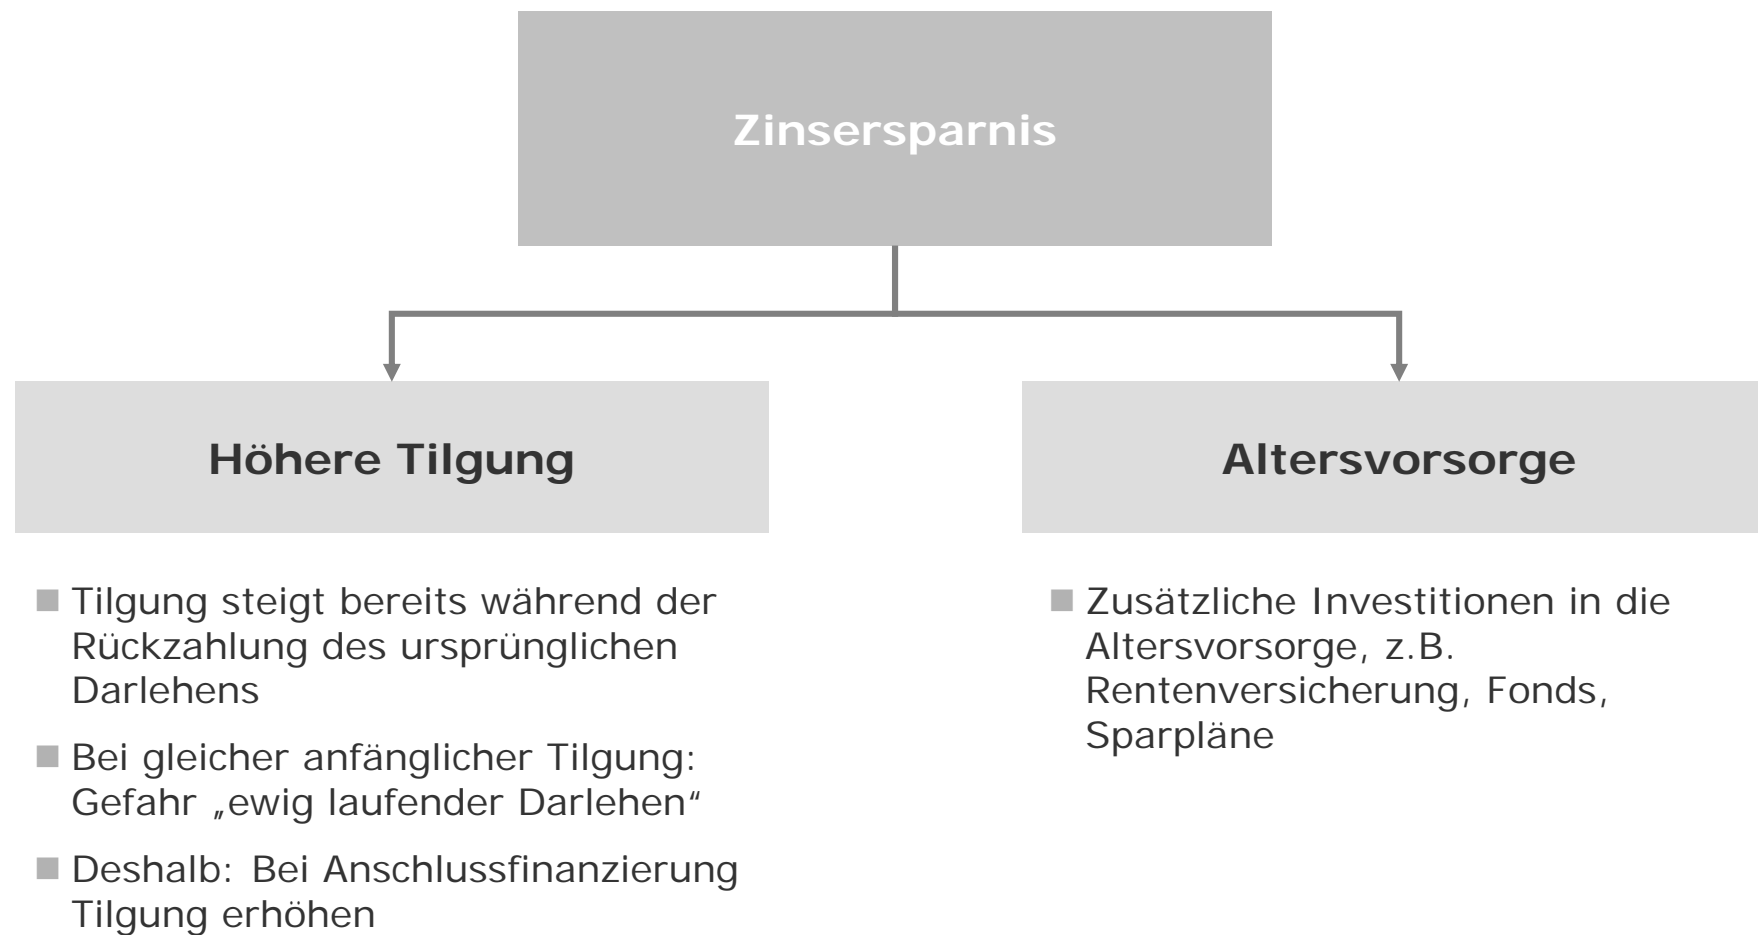 Zinsersparnis
Höhere Tilgung
■ Tilgung steigt bereits während der
Rückzahlung des ursprünglichen
Darlehens
■ Bei gleicher anfänglicher Tilgung:
Gefahr „ewig laufender Darlehen“
■ Deshalb: Bei Anschlussfinanzierung
Tilgung erhöhen
Altersvorsorge
■ Zusätzliche Investitionen in die
Altersvorsorge, z.B.
Rentenversicherung, Fonds,
Sparpläne